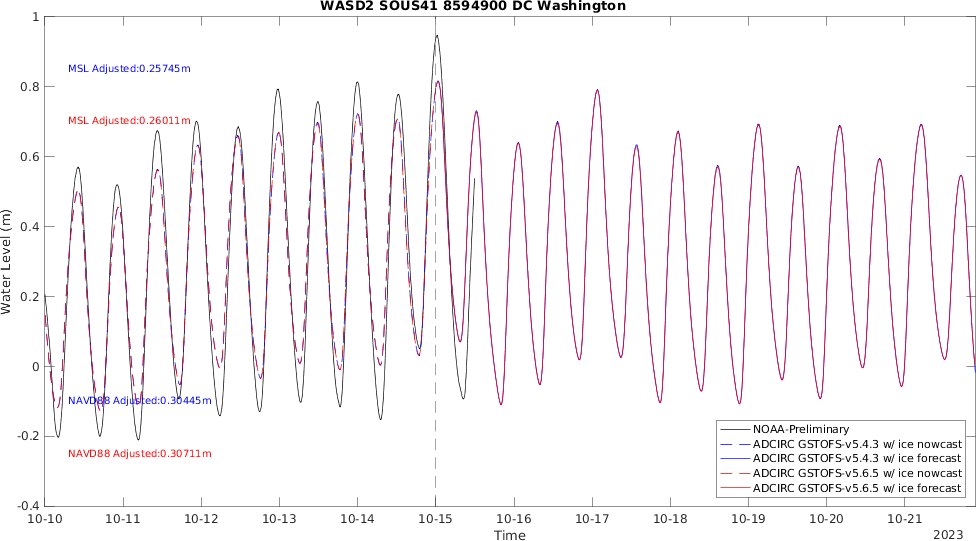 WASD2 SOUS41 8594900 DC Washington
1
0.8
0.6
0.4
0.2
0
-0.2
-0.4
Water Level (m)
MSL Adjusted:0.25745m
MSL Adjusted:0.26011m
NAVD88 Adjusted:0.30445m
NAVD88 Adjusted:0.30711m
NOAA-Preliminary
ADCIRC GSTOFS-v5.4.3 w/ ice nowcast
ADCIRC GSTOFS-v5.4.3 w/ ice forecast
ADCIRC GSTOFS-v5.6.5 w/ ice nowcast
ADCIRC GSTOFS-v5.6.5 w/ ice forecast
10-10 10-11 10-12 10-13 10-14 10-15 10-16 10-17 10-18 10-19 10-20 10-21
Time
2023